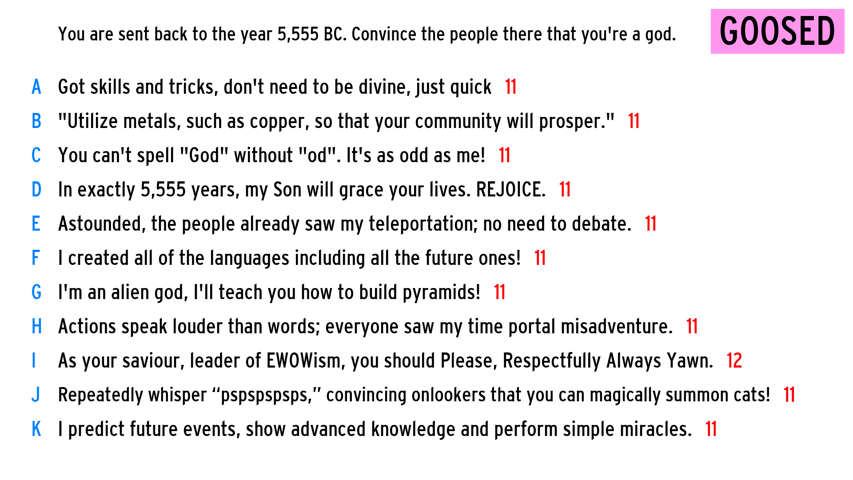 You are sent back to the year 5,555 BC. Convince the people there that you're a god.
GOOSED
A Got skills and tricks, don't need to be divine, just quick 11
B "Utilize metals, such as copper, so that your community will prosper." 11
C You can't spell "God" without "od". It's as odd as me! 11
D In exactly 5,555 years, my Son will grace your lives. REJOICE. 11
E Astounded, the people already saw my teleportation; no need to debate. 11
F I created all of the languages including all the future ones! 11
G I'm an alien god, I'll teach you how to build pyramids! 11
H Actions speak louder than words; everyone saw my time portal misadventure. 11
I As your saviour, leader of EWOWism, you should Please, Respectfully Always Yawn. 12
J Repeatedly whisper “pspspspsps,” convincing onlookers that you can magically summon cats! 11
K I predict future events, show advanced knowledge and perform simple miracles. 11